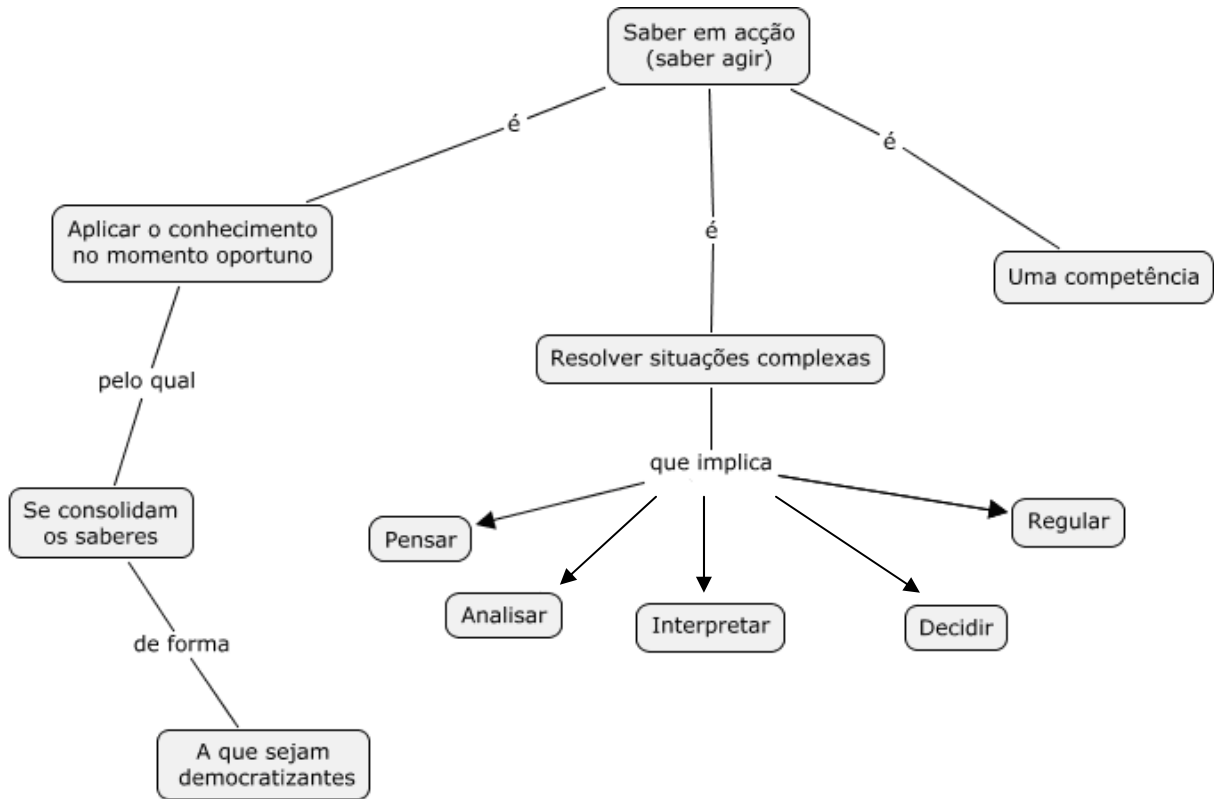 Saber em acção
(saber agir)
é
é
é
Aplicar o conhecimento
no momento oportuno
Uma competência
Resolver situações complexas
pelo qual
que implica
Se consolidam
os saberes
Pensar
Regular
Analisar
Interpretar
Decidir
de forma
A que sejam
democratizantes